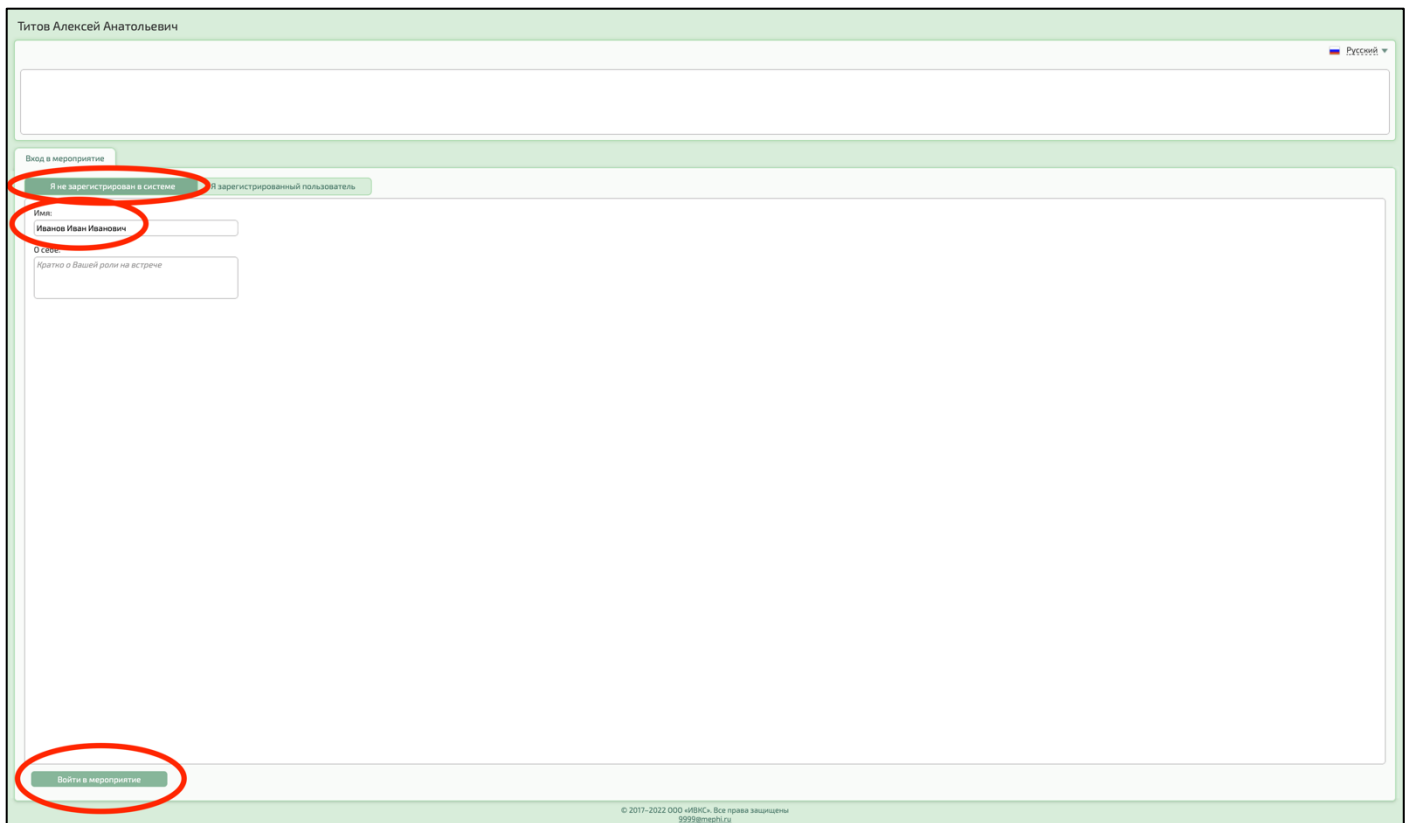 Титов Алексей Анатольевич
Русский
Вход в мероприятие
Я не зарегистрирован в системе Я зарегистрированный пользователь
Имя:
Иванов Иван Иванович
О себе:
Кратко о Вашей роли на встрече
Войти в мероприятие
© 2017–2022 ООО «ИВКС». Все права защищены
9999@mephi.ru